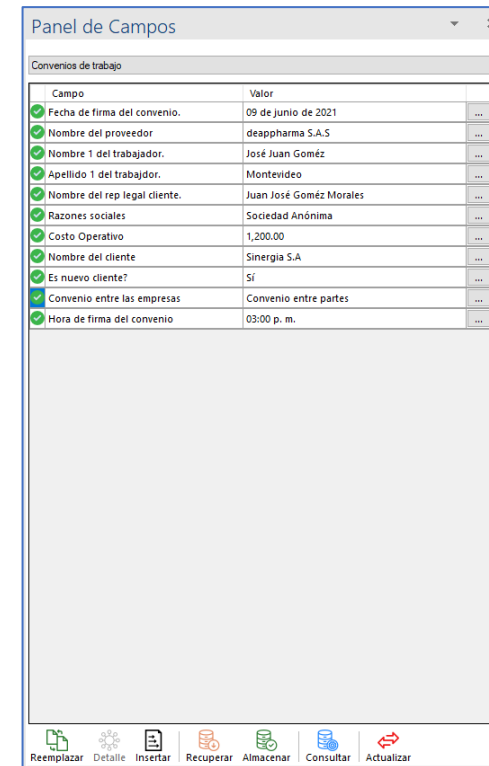 Panel de Campos
Convenios de trabajo
Campo Valor
Fecha de firma del convenio. 09 de junio de 2021 ...
Nombre del proveedor deappharma S.A.S ...
Nombre 1 del trabajador. José Juan Goméz ...
Apellido 1 del trabajdor. Montevideo ...
Nombre del rep legal cliente. Juan José Goméz Morales ...
Razones sociales Sociedad Anónima ...
Costo Operativo 1,200.00 ...
Nombre del cliente Sinergia S.A ...
Es nuevo cliente? Sí ...
Convenio entre las empresas Convenio entre partes ...
Hora de firma del convenio 03:00 p. m. ...
Reemplazar Detalle Insertar Recuperar Almacenar Consultar Actualizar